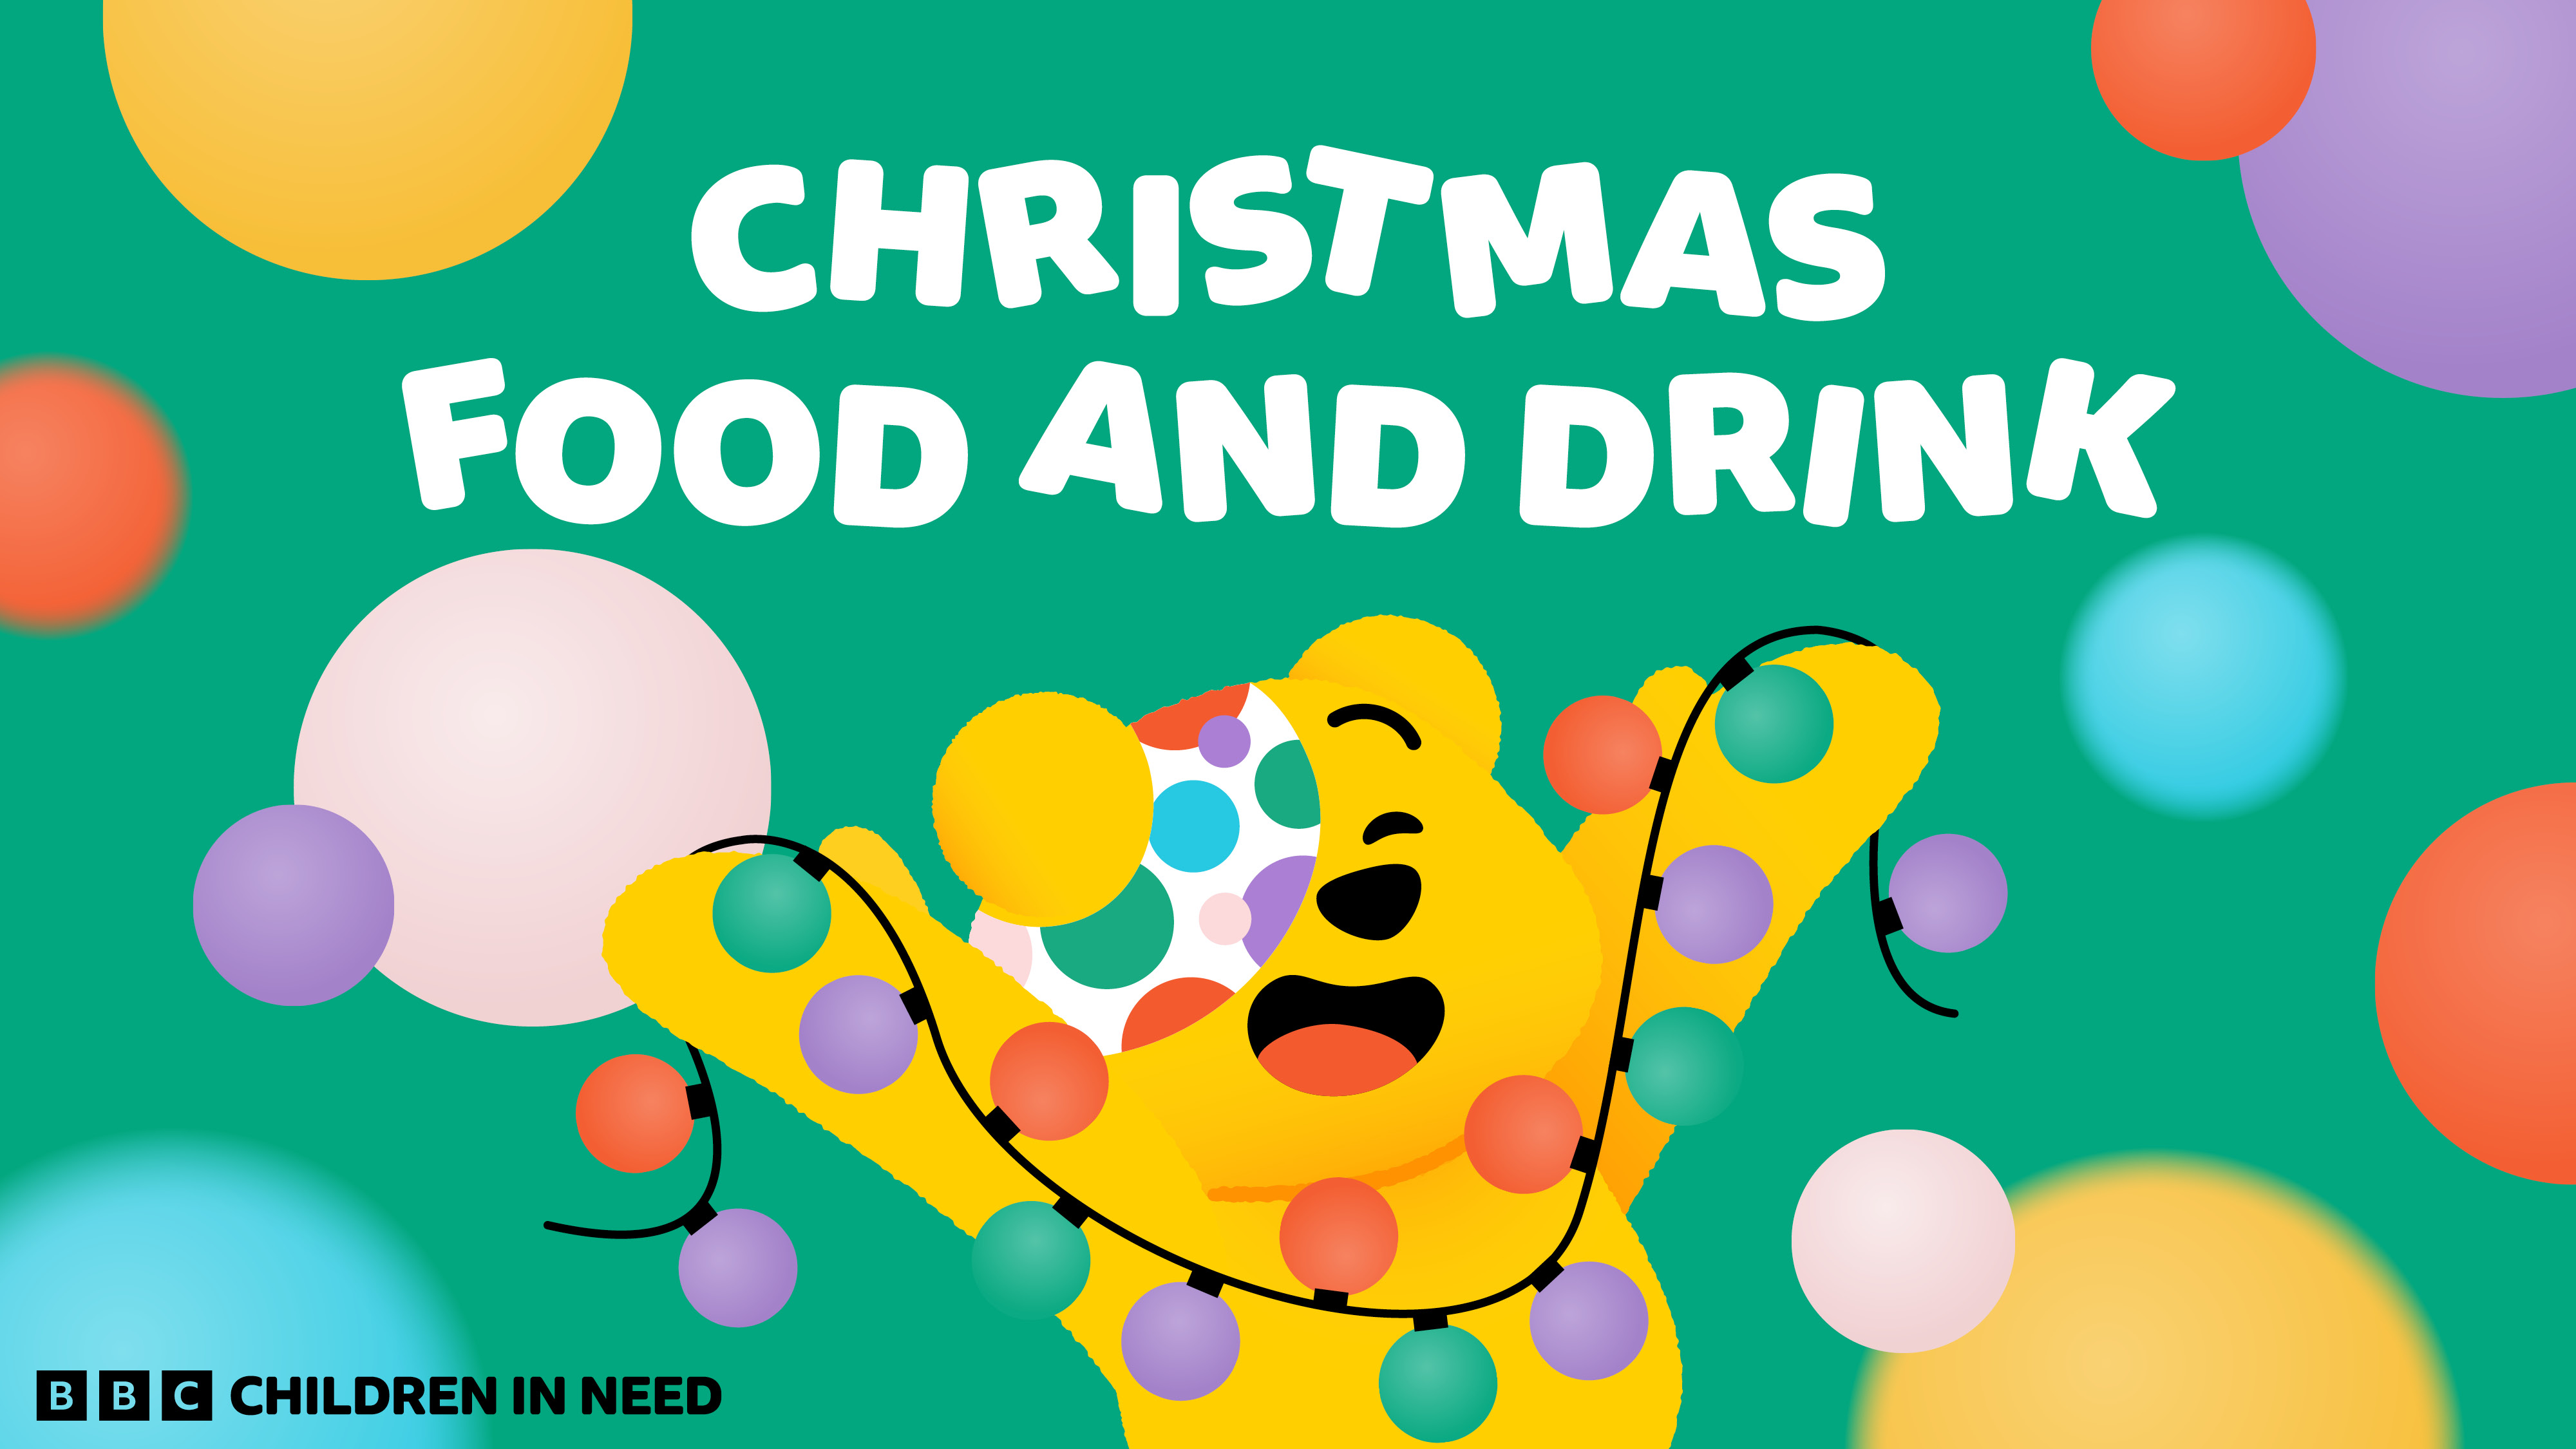 CHRISTMAS
FOOD AND DRINK
BBC CHILDREN IN NEED